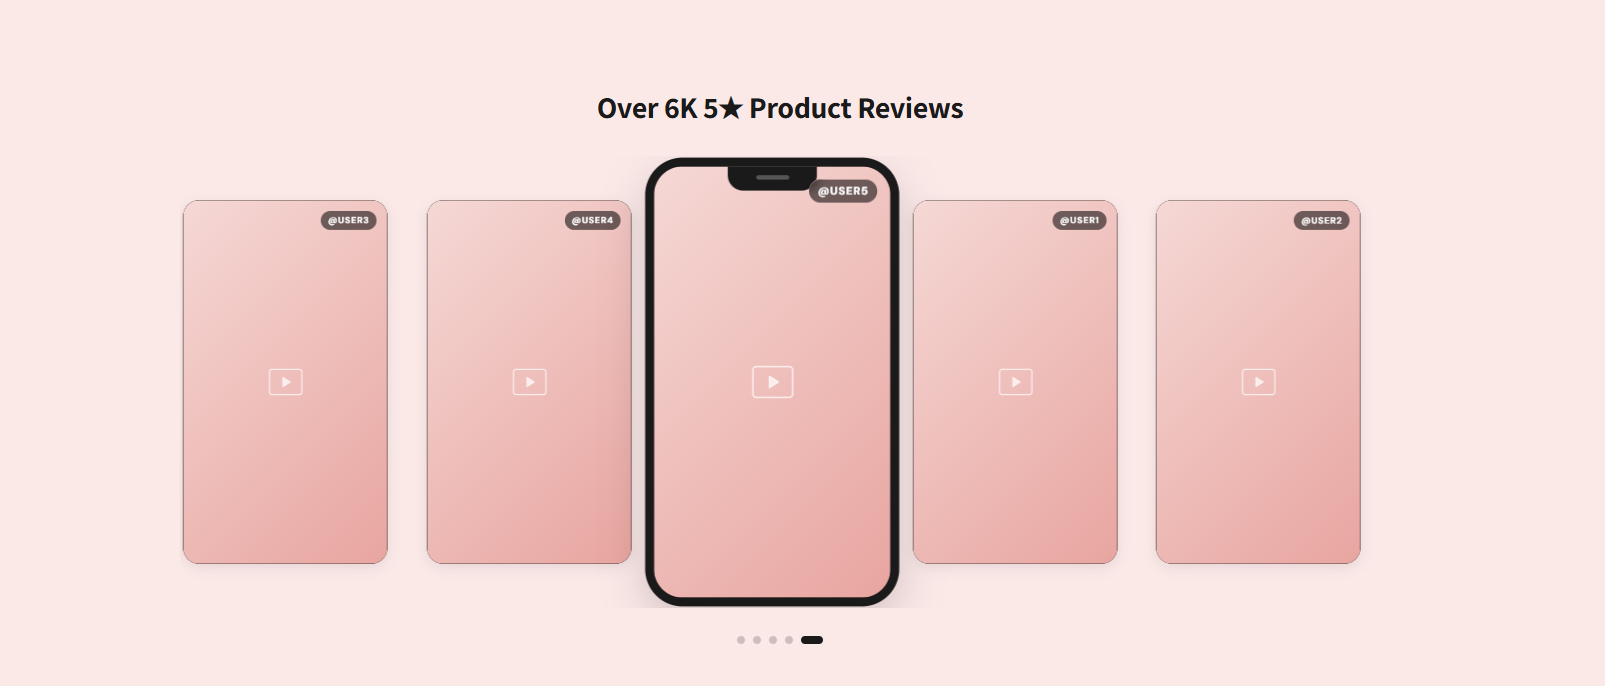 Over 6K 5★ Product Reviews
@USER3
@USER4
@USER5
@USER1
@USER2